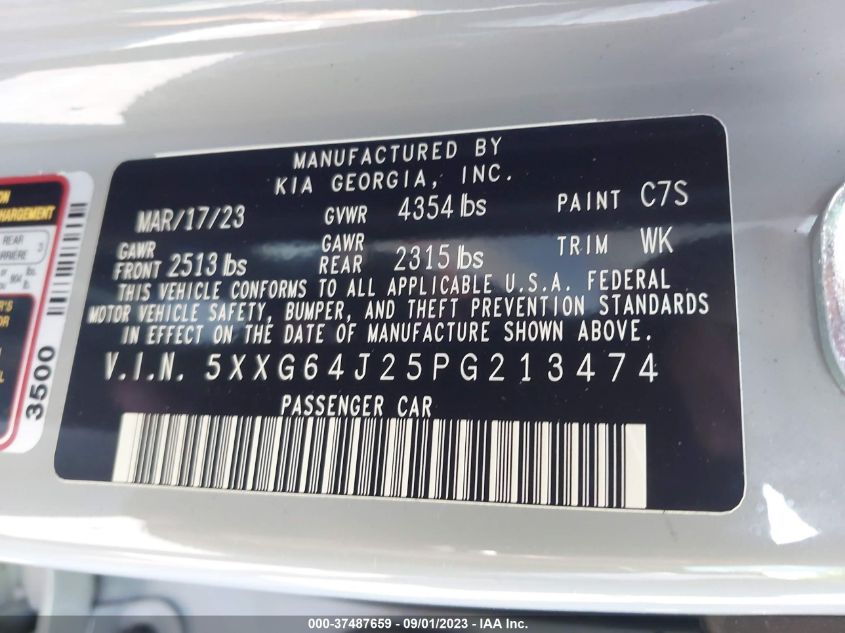 MANUFACTURED BY
KIA GEORGIA, INC.
MAR/17/23 GVWR 4354 lbs PAINT C7S
GAWR FRONT 2513 lbs GAWR REAR 2315 lbs TRIM WK
THIS VEHICLE CONFORMS TO ALL APPLICABLE U.S.A. FEDERAL
MOTOR VEHICLE SAFETY, BUMPER, AND THEFT PREVENTION STANDARDS
IN EFFECT ON THE DATE OF MANUFACTURE SHOWN ABOVE.
V.I.N. 5XXG64J25PG213474
PASSENGER CAR
REAR
3
3500
000-37487659 - 09/01/2023 - IAA Inc.